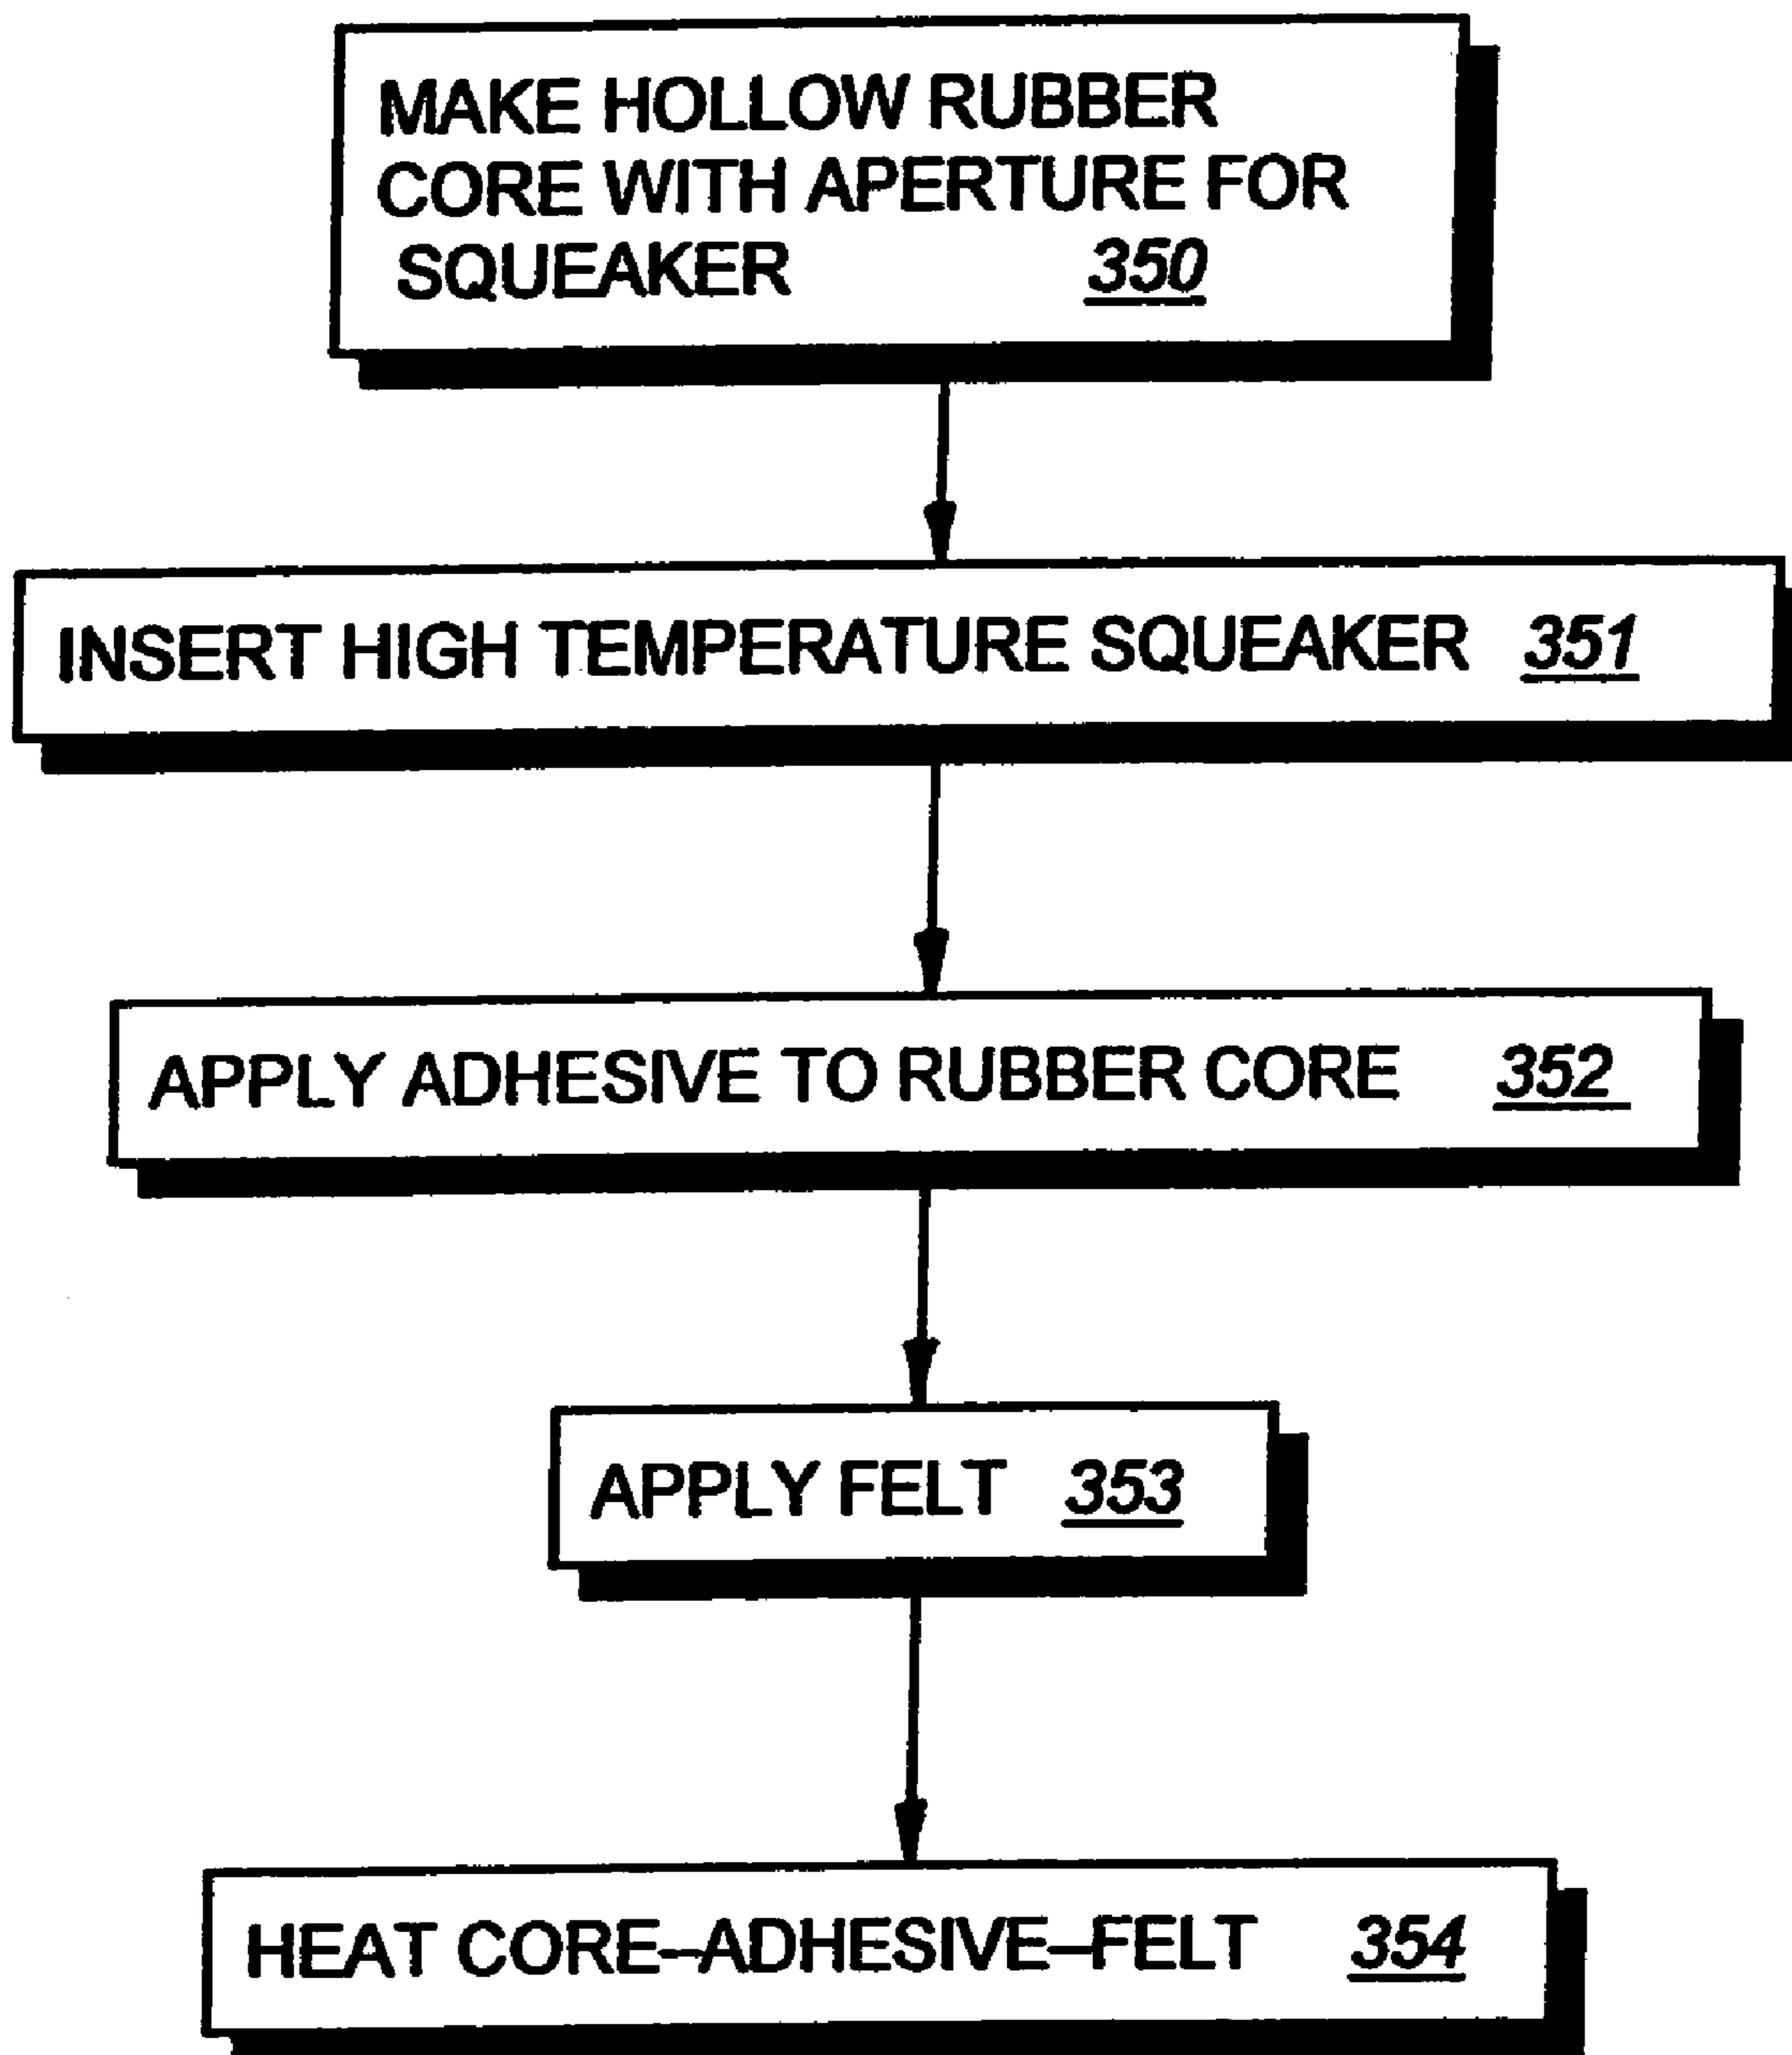 MAKE HOLLOW RUBBER
CORE WITH APERTURE FOR
SQUEAKER 350
INSERT HIGH TEMPERATURE SQUEAKER 351
APPLY ADHESIVE TO RUBBER CORE 352
APPLY FELT 353
HEAT CORE–ADHESIVE–FELT 354